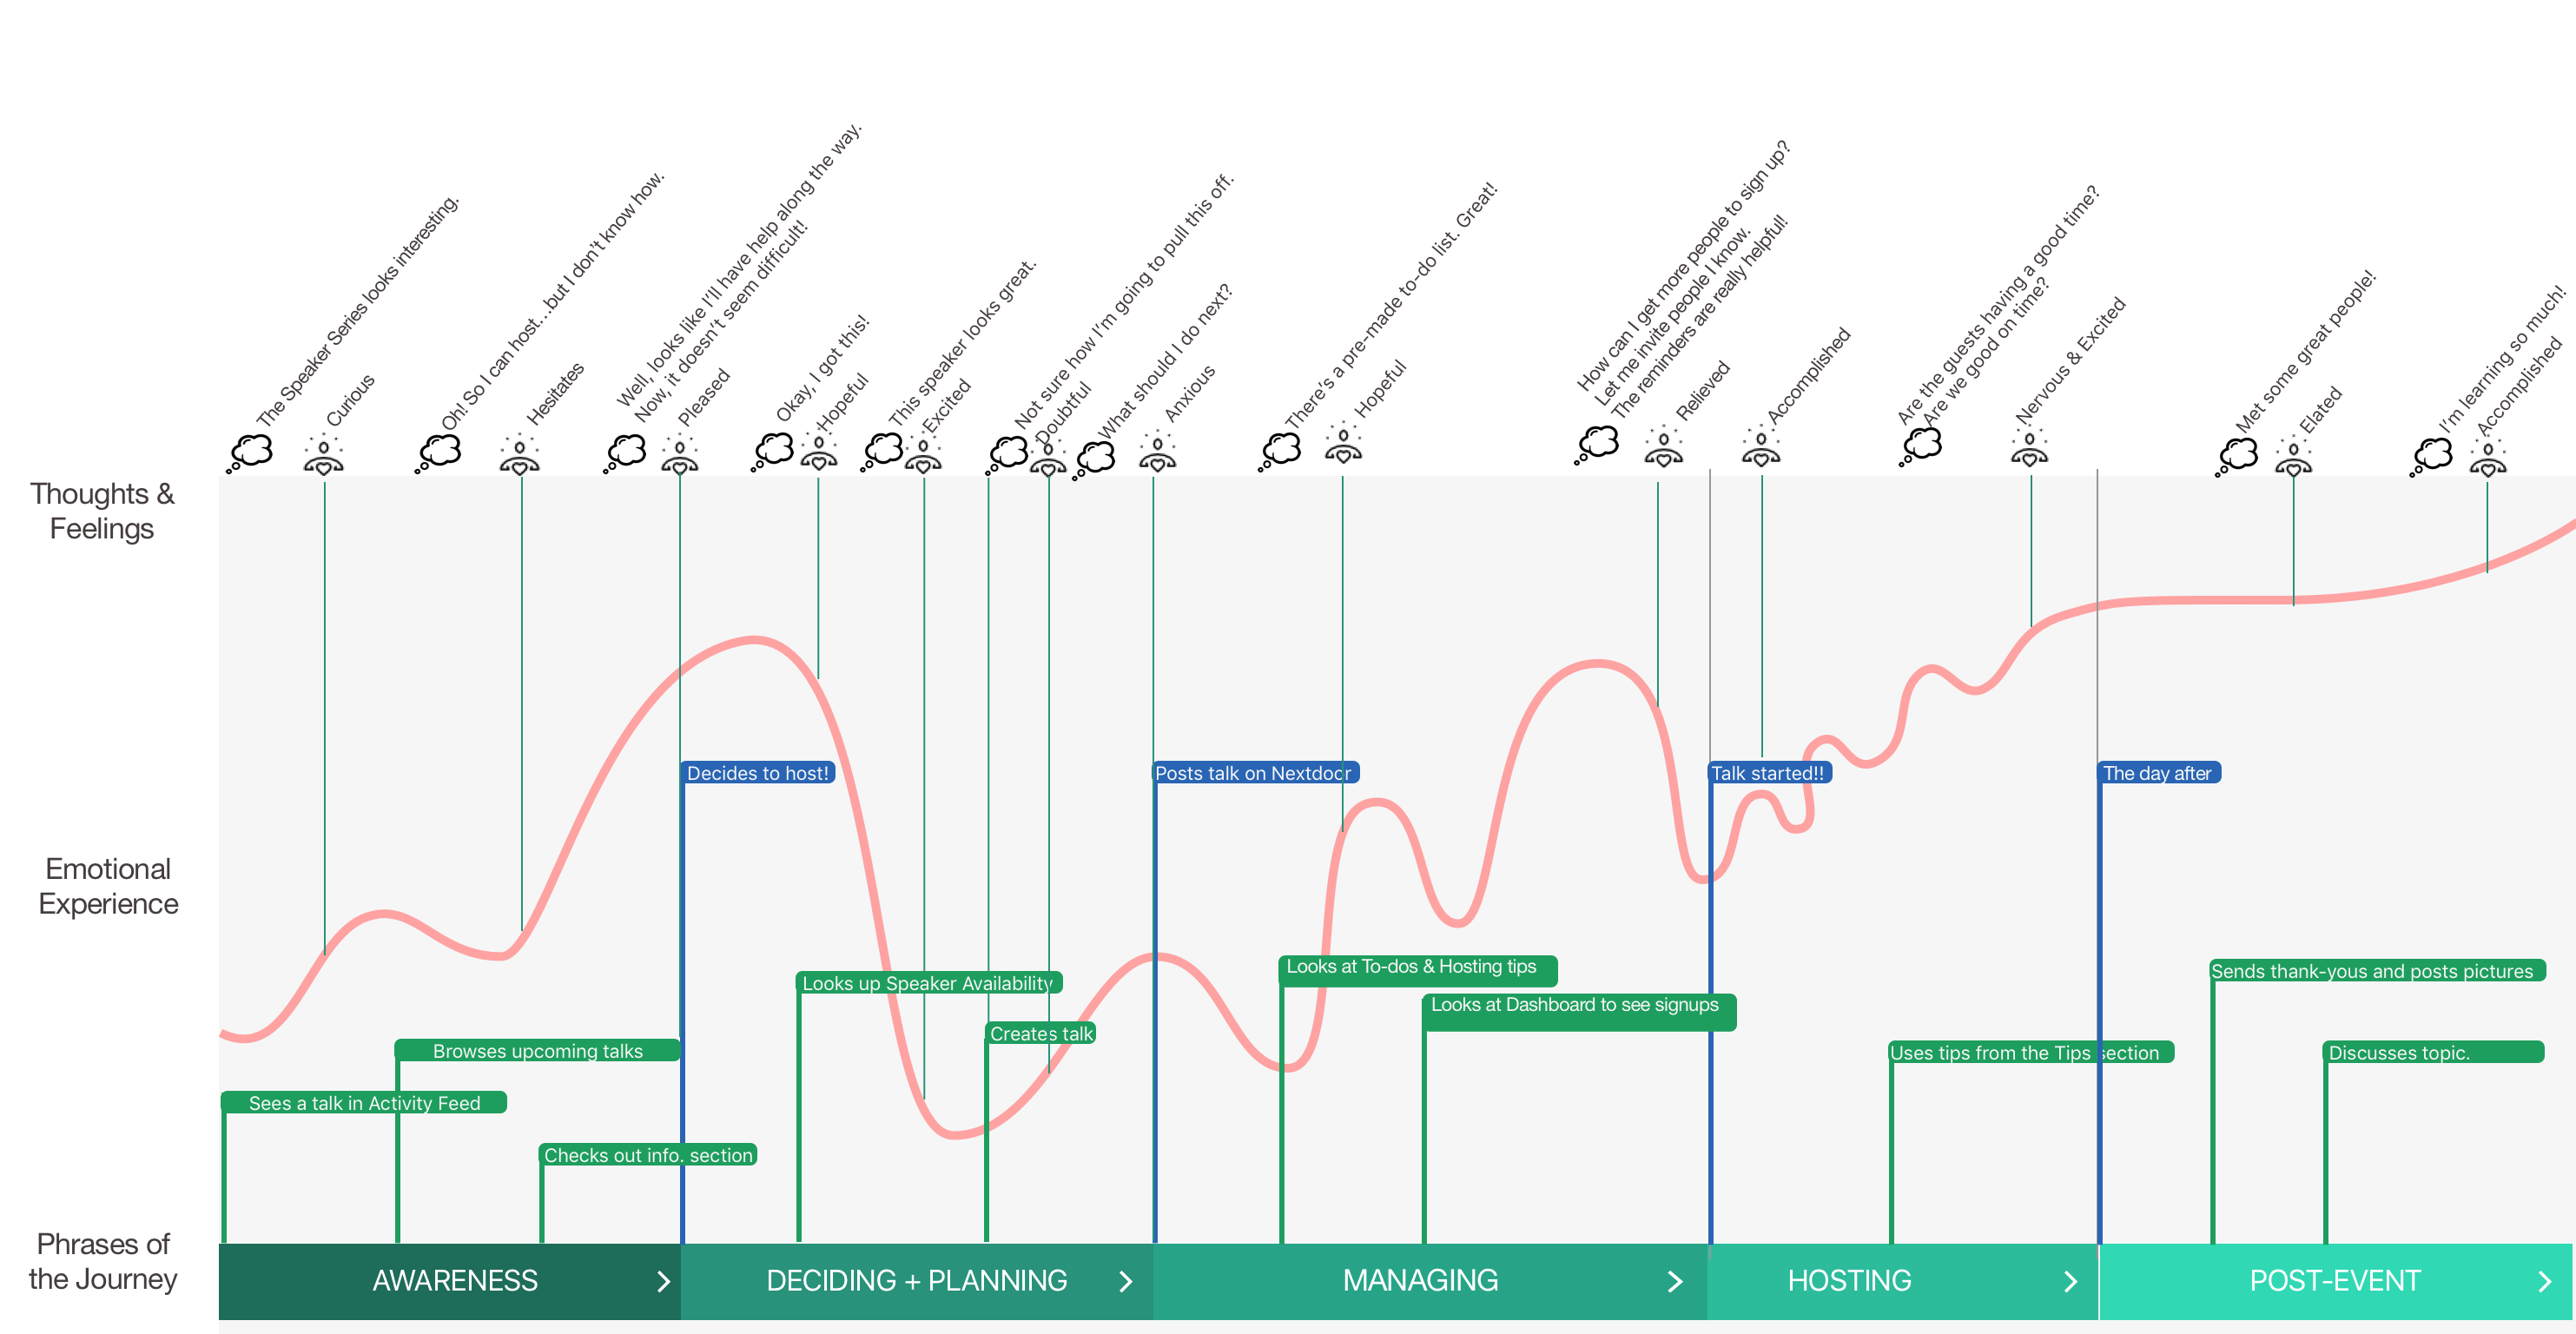 The Speaker Series looks interesting.
Curious
Oh! So I can host...but I don't know how.
Hesitates
Well, looks like I'll have help along the way.
Now, it doesn't seem difficult!
Pleased
Okay, I got this!
Hopeful
This speaker looks great.
Excited
Not sure how I'm going to pull this off.
Doubtful
What should I do next?
Anxious
There's a pre-made to-do list. Great!
Hopeful
How can I get more people to sign up?
Let me invite people I know.
The reminders are really helpful!
Relieved
Accomplished
Are the guests having a good time?
Are we good on time?
Nervous & Excited
Met some great people!
Elated
I'm learning so much!
Accomplished
Thoughts &
Feelings
Emotional
Experience
Decides to host!
Posts talk on Nextdoor
Talk started!!
The day after
Looks at To-dos & Hosting tips
Sends thank-yous and posts pictures
Looks up Speaker Availability
Looks at Dashboard to see signups
Creates talk
Browses upcoming talks
Uses tips from the Tips section
Discusses topic.
Sees a talk in Activity Feed
Checks out info. section
Phrases of
the Journey
AWARENESS
DECIDING + PLANNING
MANAGING
HOSTING
POST-EVENT